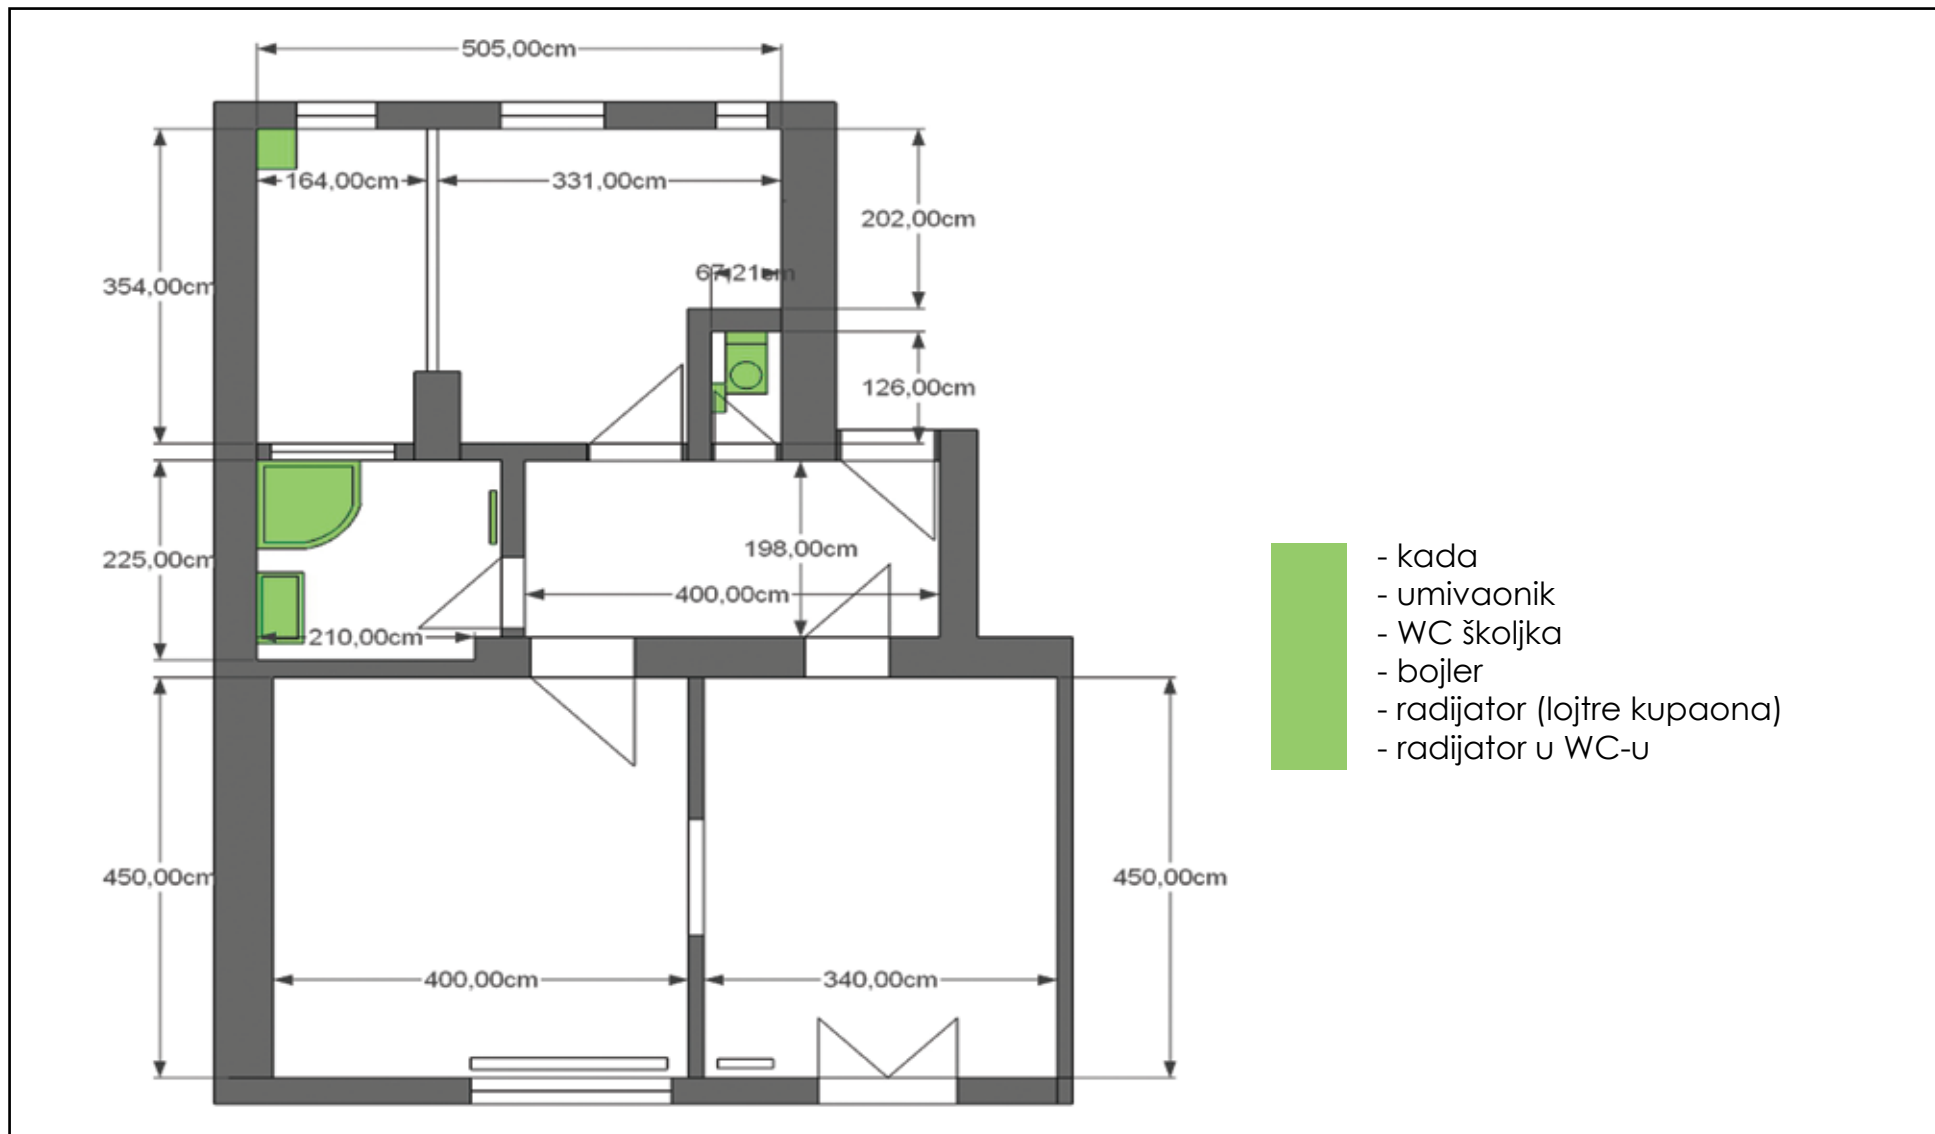 505,00cm
164,00cm
331,00cm
202,00cm
67,21cm
354,00cm
126,00cm
198,00cm
225,00cm
400,00cm
210,00cm
- kada
- umivaonik
- WC školjka
- bojler
- radijator (lojtre kupaona)
- radijator u WC-u
450,00cm
450,00cm
400,00cm
340,00cm